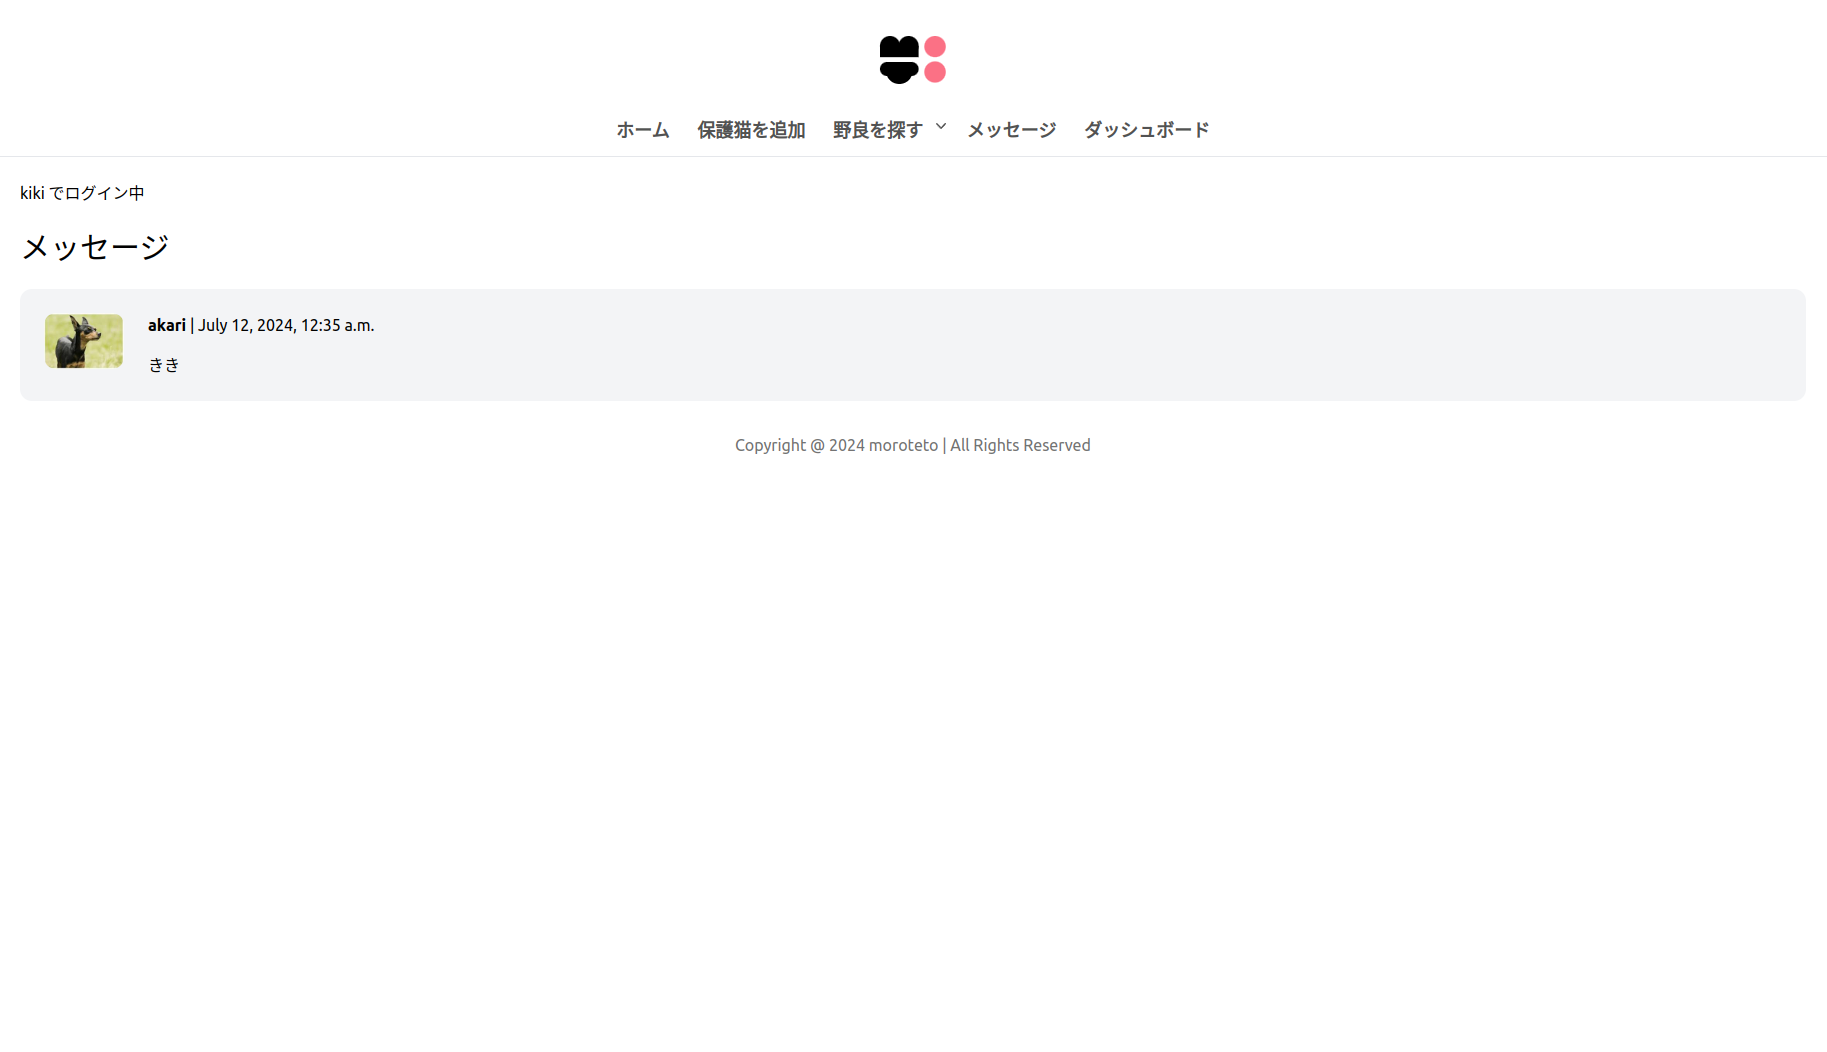 ホーム 保護猫を追加 野良を探す メッセージ ダッシュボード
kiki でログイン中
メッセージ
akari | July 12, 2024, 12:35 a.m.
きき
Copyright @ 2024 moroteto | All Rights Reserved